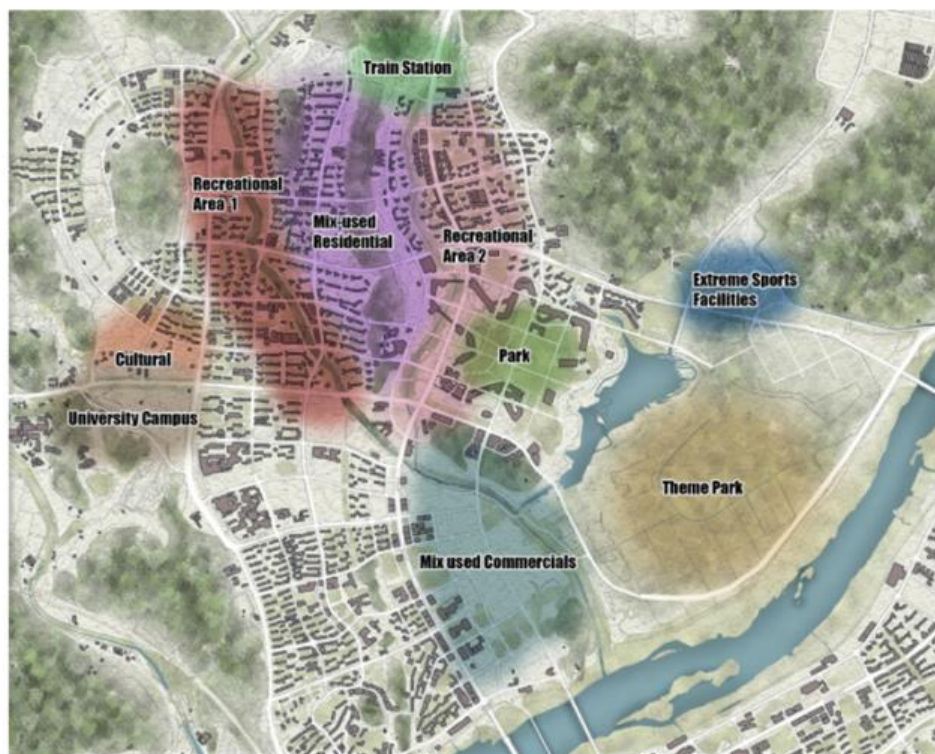 Train Station
Recreational
Area 1
Mix-used
Residential
Recreational
Area 2
Extreme Sports
Facilities
Cultural
Park
University Campus
Theme Park
Mix used Commercials